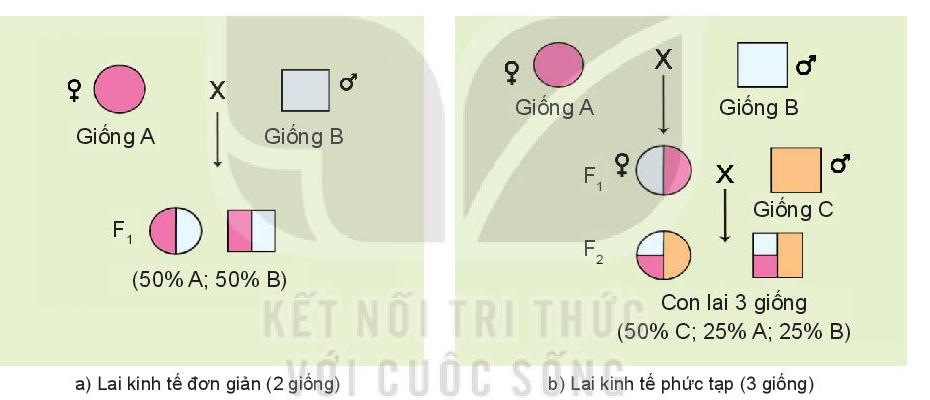 ♀ X ♂
Giống A Giống B
F1
(50% A; 50% B)
a) Lai kinh tế đơn giản (2 giống)
♀ X ♂
Giống A Giống B
F1 ♀ X ♂
Giống C
F2
Con lai 3 giống
(50% C; 25% A; 25% B)
b) Lai kinh tế phức tạp (3 giống)
KẾT NỐI TRI THỨC
VỚI CUỘC SỐNG